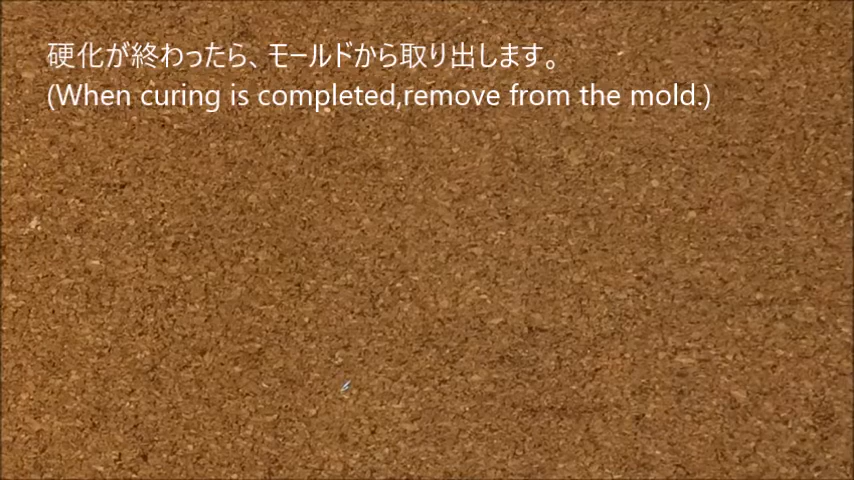 硬化が終わったら、モールドから取り出します。
(When curing is completed,remove from the mold.)